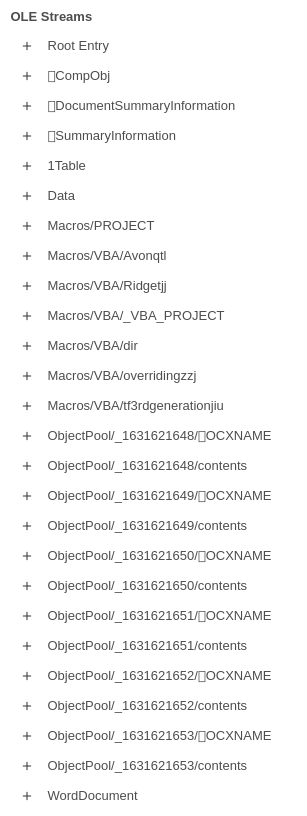 OLE Streams
+ Root Entry
+ □CompObj
+ □DocumentSummaryInformation
+ □SummaryInformation
+ 1Table
+ Data
+ Macros/PROJECT
+ Macros/VBA/Avonqtl
+ Macros/VBA/Ridgetjj
+ Macros/VBA/_VBA_PROJECT
+ Macros/VBA/dir
+ Macros/VBA/overridingzzj
+ Macros/VBA/tf3rdgenerationjiu
+ ObjectPool/_1631621648/□OCXNAME
+ ObjectPool/_1631621648/contents
+ ObjectPool/_1631621649/□OCXNAME
+ ObjectPool/_1631621649/contents
+ ObjectPool/_1631621650/□OCXNAME
+ ObjectPool/_1631621650/contents
+ ObjectPool/_1631621651/□OCXNAME
+ ObjectPool/_1631621651/contents
+ ObjectPool/_1631621652/□OCXNAME
+ ObjectPool/_1631621652/contents
+ ObjectPool/_1631621653/□OCXNAME
+ ObjectPool/_1631621653/contents
+ WordDocument